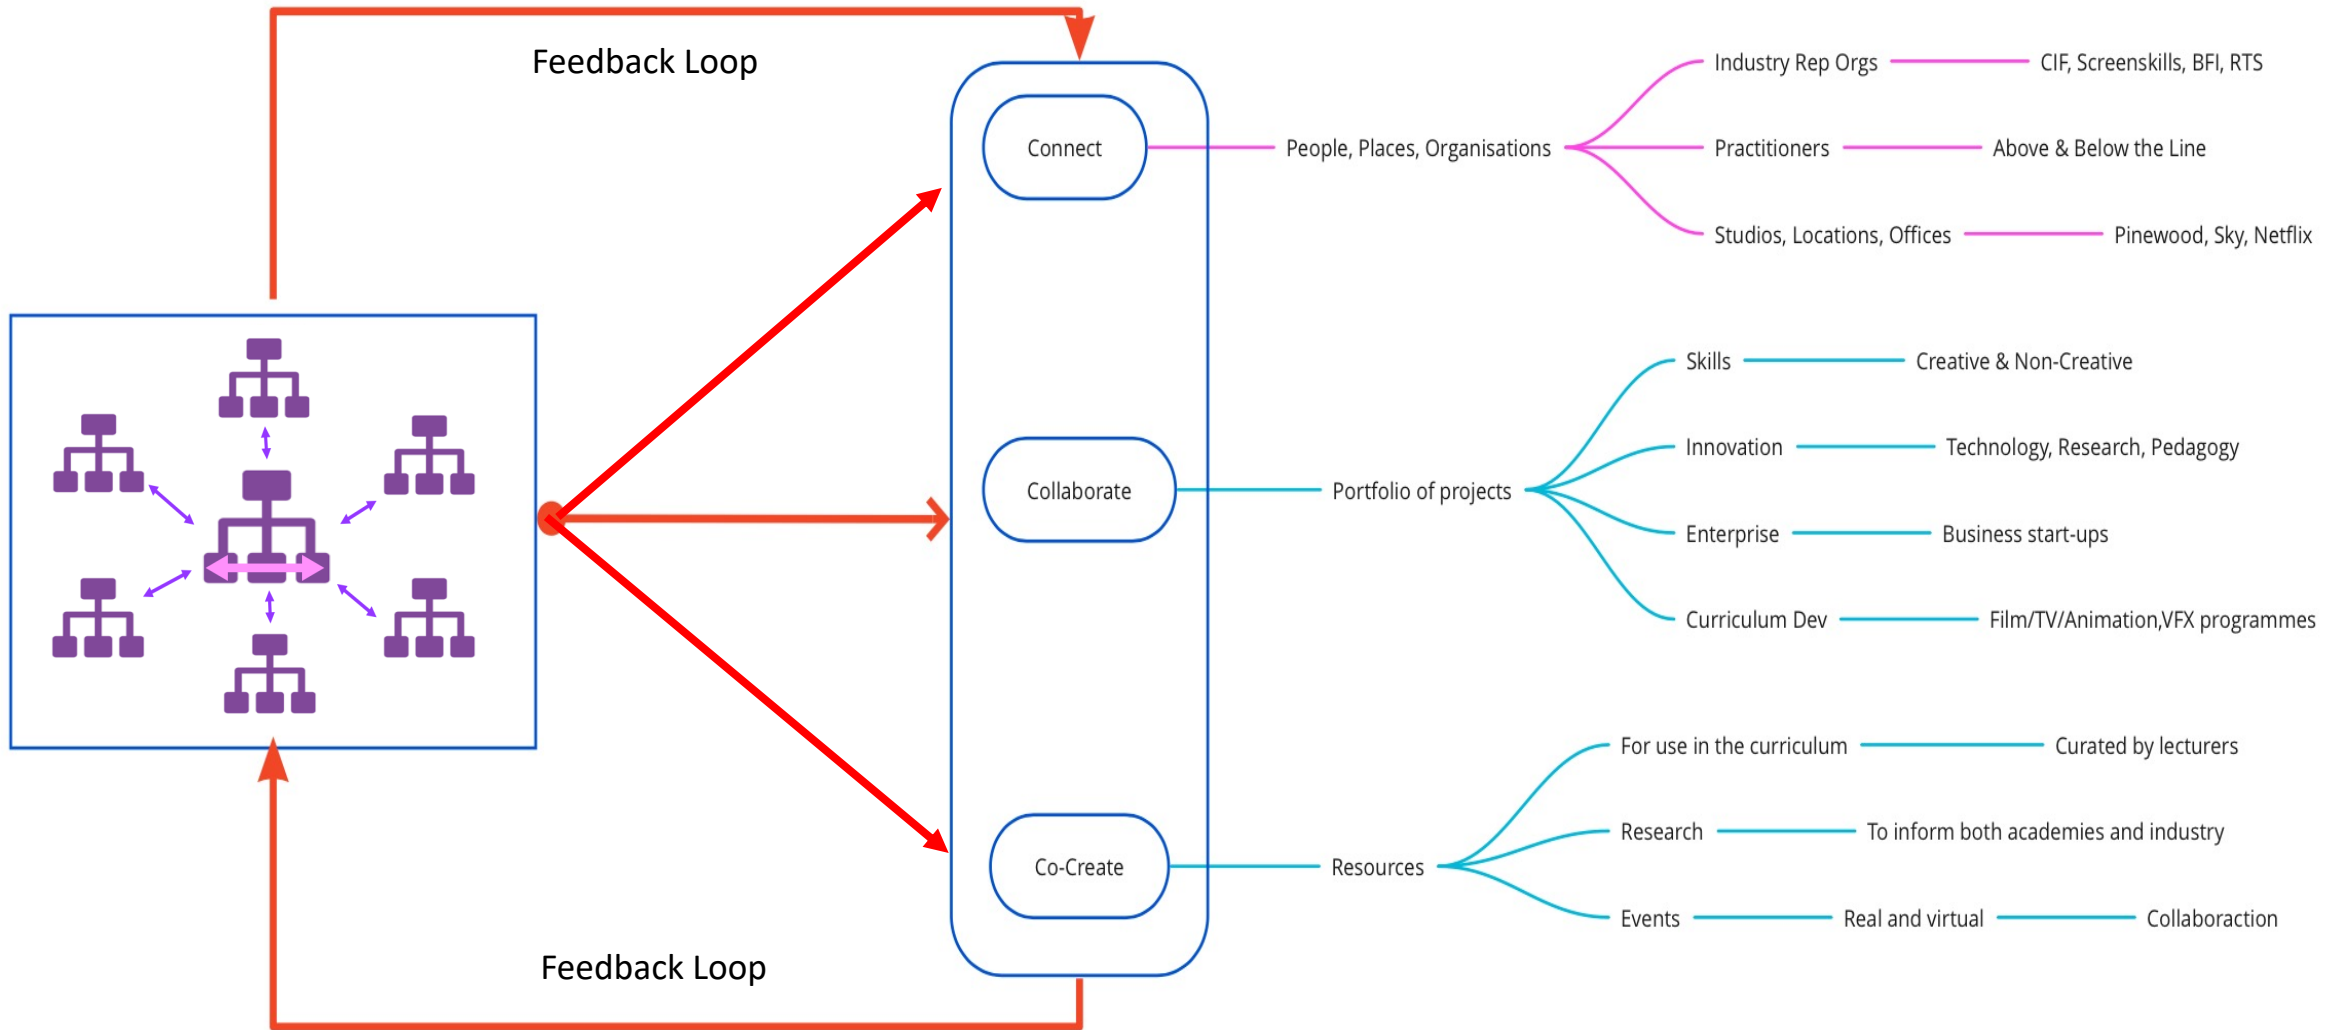 Feedback Loop
Connect
People, Places, Organisations
Industry Rep Orgs
CIF, Screenskills, BFI, RTS
Practitioners
Above & Below the Line
Studios, Locations, Offices
Pinewood, Sky, Netflix
Collaborate
Portfolio of projects
Skills
Creative & Non-Creative
Innovation
Technology, Research, Pedagogy
Enterprise
Business start-ups
Curriculum Dev
Film/TV/Animation,VFX programmes
Co-Create
Resources
For use in the curriculum
Curated by lecturers
Research
To inform both academies and industry
Events
Real and virtual
Collaboraction
Feedback Loop